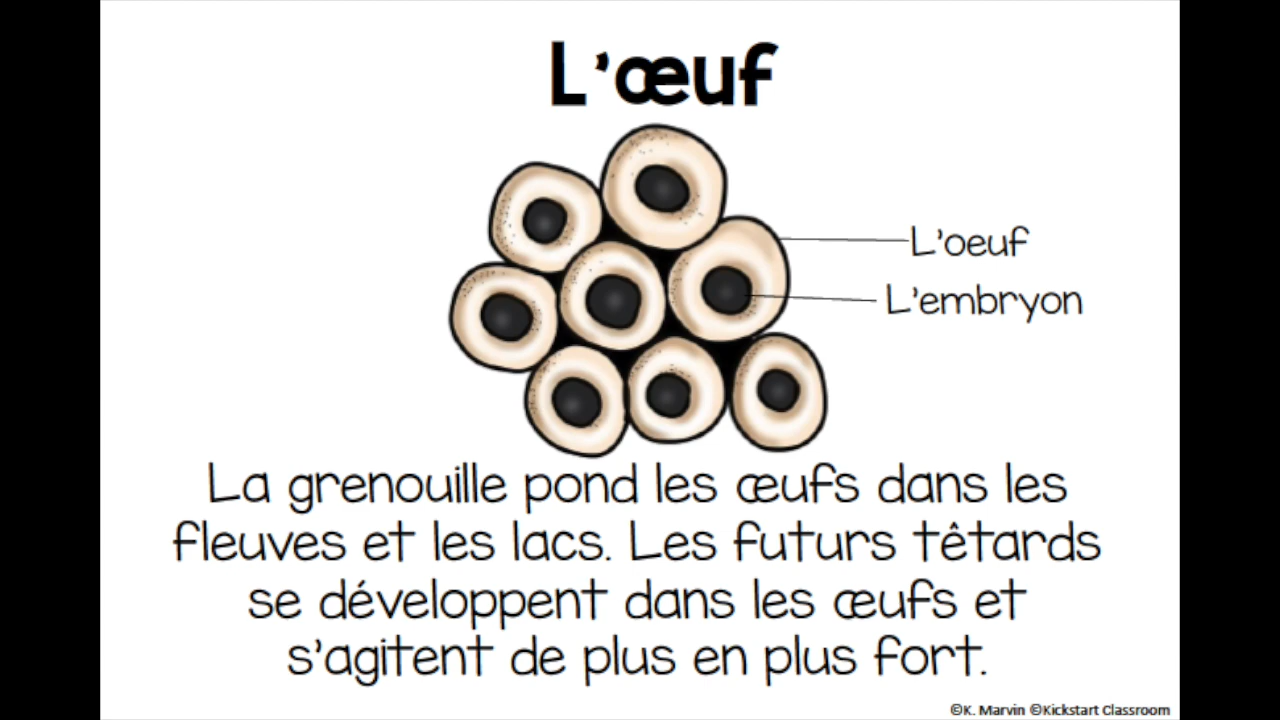 L'œuf
L'oeuf
L'embryon
La grenouille pond les œufs dans les
fleuves et les lacs. Les futurs têtards
se développent dans les œufs et
s'agitent de plus en plus fort.
©K. Marvin ©Kickstart Classroom